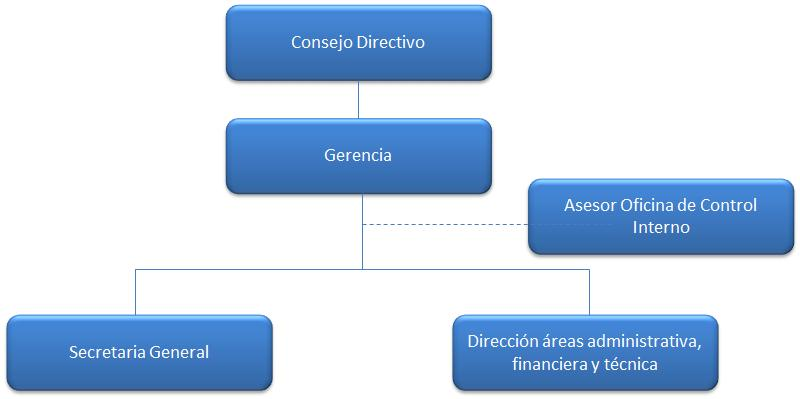 Consejo Directivo
Gerencia
Asesor Oficina de Control
Interno
Secretaria General
Dirección áreas administrativa,
financiera y técnica